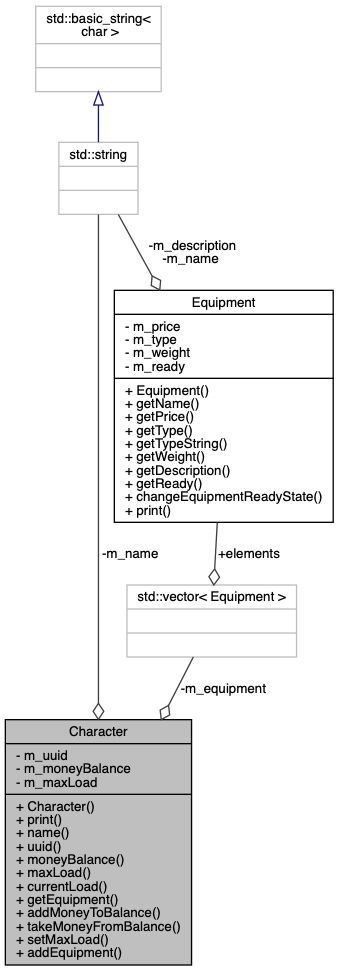 std::basic_string<
char >
std::string
-m_description
-m_name
Equipment
- m_price
- m_type
- m_weight
- m_ready
+ Equipment()
+ getName()
+ getPrice()
+ getType()
+ getTypeString()
+ getWeight()
+ getDescription()
+ getReady()
+ changeEquipmentReadyState()
+ print()
-m_name
+elements
std::vector< Equipment >
-m_equipment
Character
- m_uuid
- m_moneyBalance
- m_maxLoad
+ Character()
+ print()
+ name()
+ uuid()
+ moneyBalance()
+ maxLoad()
+ currentLoad()
+ getEquipment()
+ addMoneyToBalance()
+ takeMoneyFromBalance()
+ setMaxLoad()
+ addEquipment()